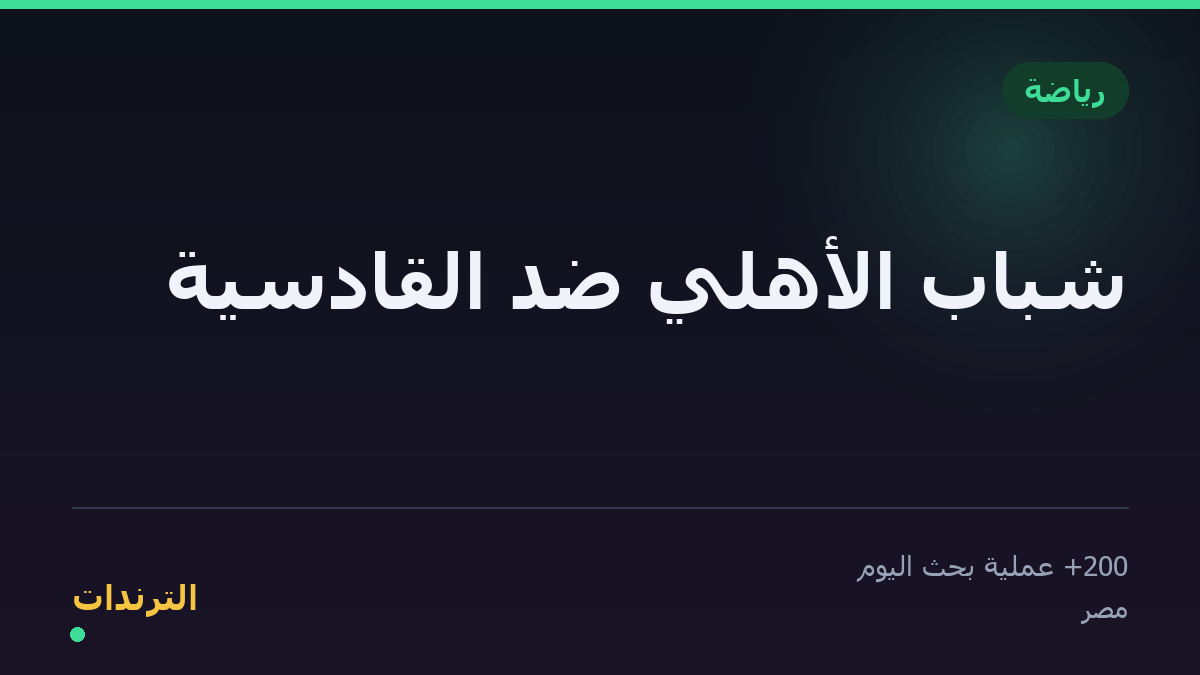 رياضة
شباب الأهلي ضد القادسية
200+ عملية بحث اليوم
مصر
الترندات